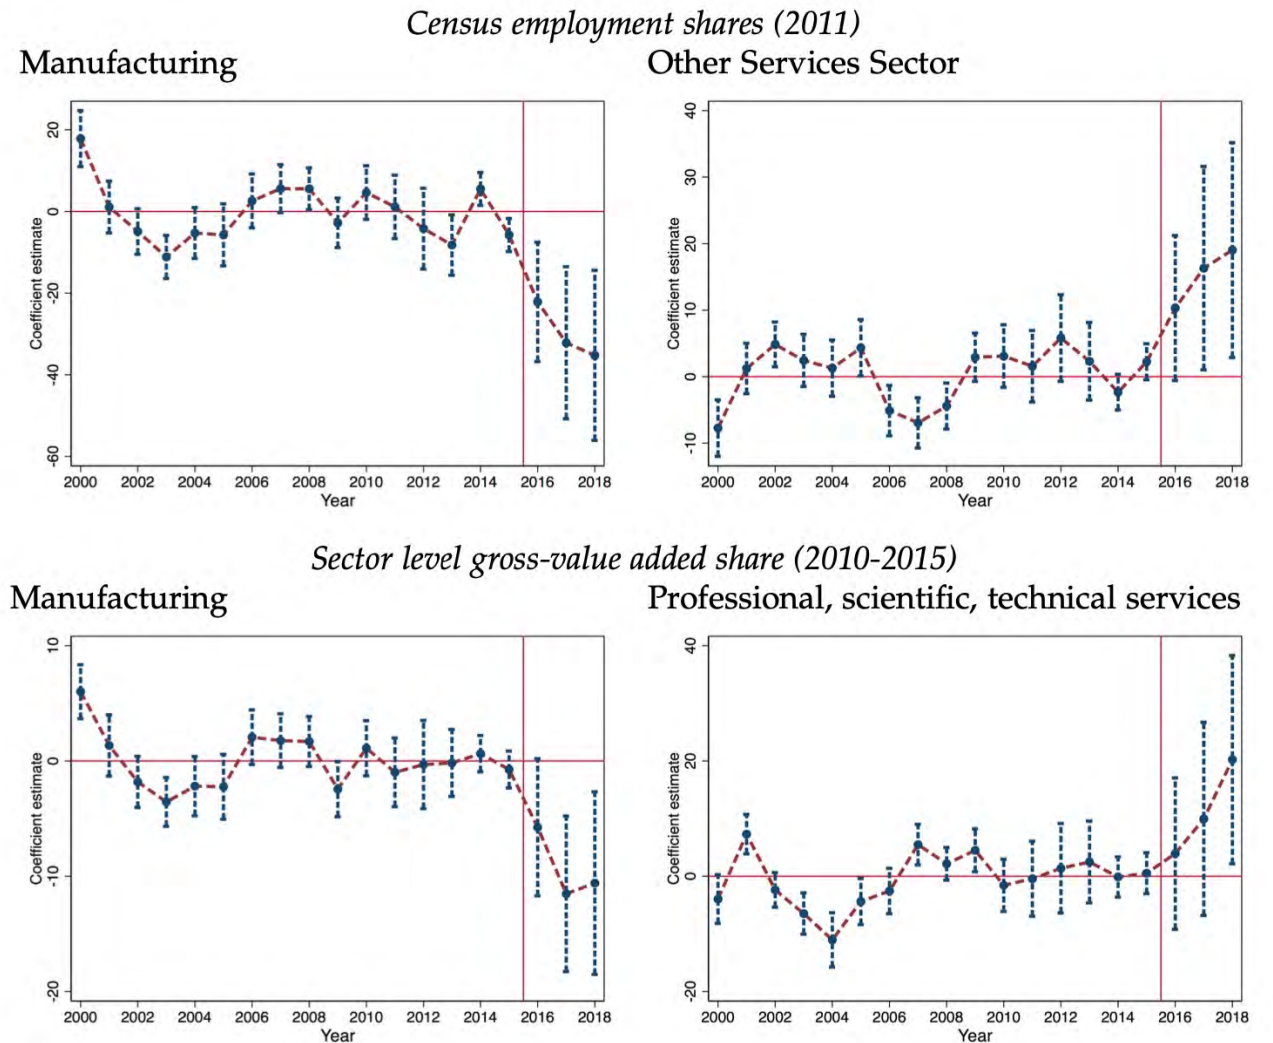 Census employment shares (2011)
Manufacturing
Other Services Sector
Coefficient estimate
20
0
-20
-40
-60
2000 2002 2004 2006 2008 2010 2012 2014 2016 2018
Year
Coefficient estimate
40
30
20
10
0
-10
2000 2002 2004 2006 2008 2010 2012 2014 2016 2018
Year
Sector level gross-value added share (2010-2015)
Manufacturing
Professional, scientific, technical services
Coefficient estimate
10
0
-10
-20
2000 2002 2004 2006 2008 2010 2012 2014 2016 2018
Year
Coefficient estimate
40
20
0
-20
2000 2002 2004 2006 2008 2010 2012 2014 2016 2018
Year